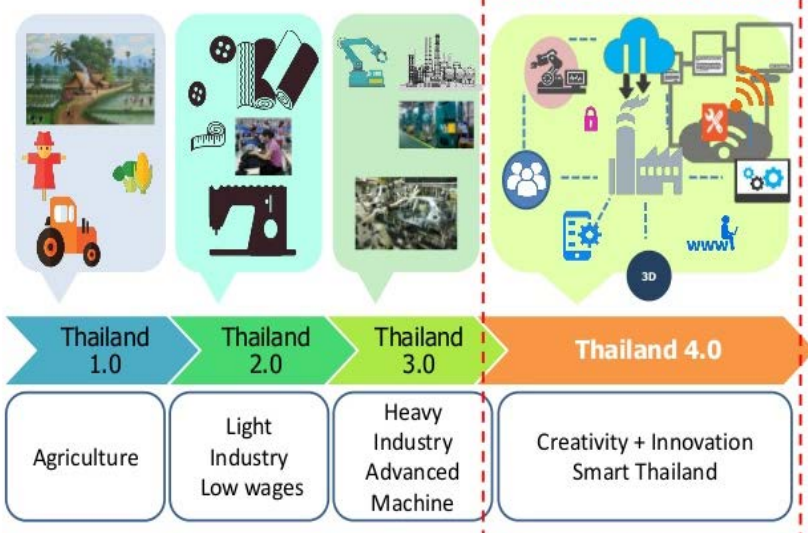 www
3D
Thailand
1.0
Thailand
2.0
Thailand
3.0
Thailand 4.0
Agriculture
Light
Industry
Low wages
Heavy
Industry
Advanced
Machine
Creativity + Innovation
Smart Thailand